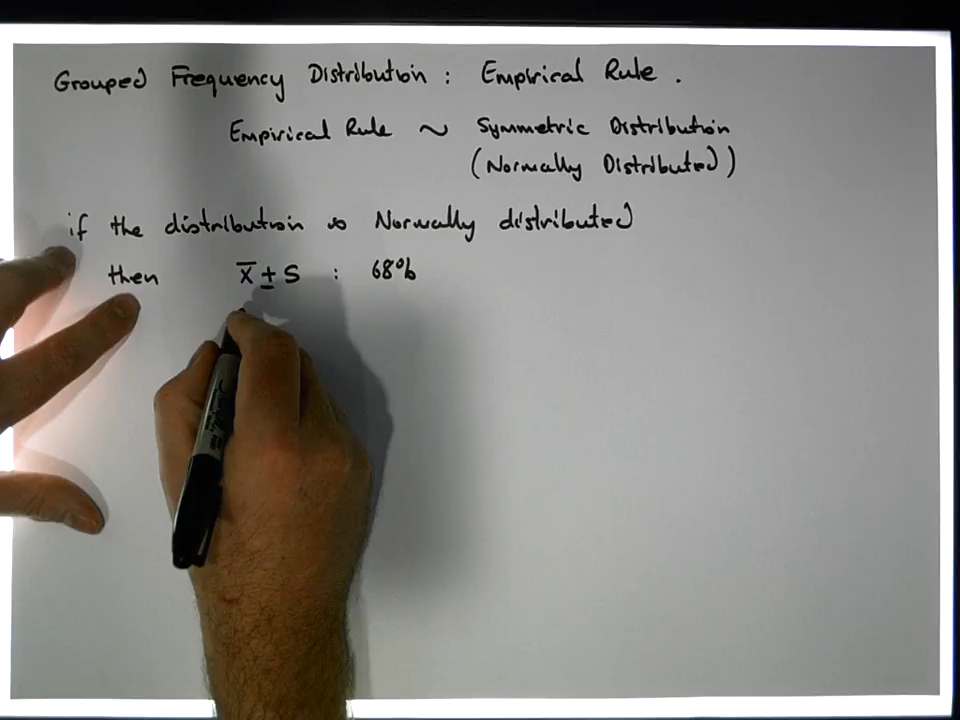 Grouped Frequency Distribution : Empirical Rule .
Empirical Rule ~ Symmetric Distribution
(Normally Distributed)
if the distribution is Normally distributed
then x̄ ± S : 68%